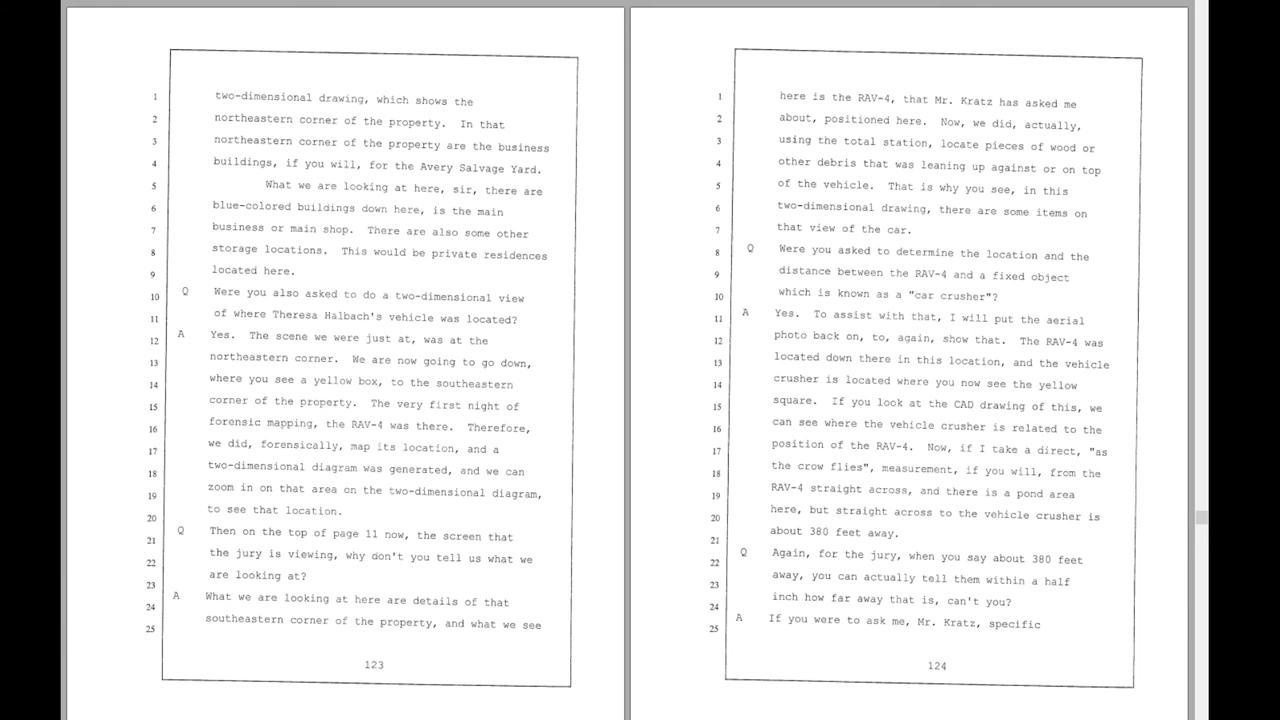 1 two-dimensional drawing, which shows the
2 northeastern corner of the property. In that
3 northeastern corner of the property are the business
4 buildings, if you will, for the Avery Salvage Yard.
5 What we are looking at here, sir, there are
6 blue-colored buildings down here, is the main
7 business or main shop. There are also some other
8 storage locations. This would be private residences
9 located here.
10 Q Were you also asked to do a two-dimensional view
11 of where Theresa Halbach's vehicle was located?
12 A Yes. The scene we were just at, was at the
13 northeastern corner. We are now going to go down,
14 where you see a yellow box, to the southeastern
15 corner of the property. The very first night of
16 forensic mapping, the RAV-4 was there. Therefore,
17 we did, forensically, map its location, and a
18 two-dimensional diagram was generated, and we can
19 zoom in on that area on the two-dimensional diagram,
20 to see that location.
21 Q Then on the top of page 11 now, the screen that
22 the jury is viewing, why don't you tell us what we
23 are looking at?
24 A What we are looking at here are details of that
25 southeastern corner of the property, and what we see
123
1 here is the RAV-4, that Mr. Kratz has asked me
2 about, positioned here. Now, we did, actually,
3 using the total station, locate pieces of wood or
4 other debris that was leaning up against or on top
5 of the vehicle. That is why you see, in this
6 two-dimensional drawing, there are some items on
7 that view of the car.
8 Q Were you asked to determine the location and the
9 distance between the RAV-4 and a fixed object
10 which is known as a "car crusher"?
11 A Yes. To assist with that, I will put the aerial
12 photo back on, to, again, show that. The RAV-4 was
13 located down there in this location, and the vehicle
14 crusher is located where you now see the yellow
15 square. If you look at the CAD drawing of this, we
16 can see where the vehicle crusher is related to the
17 position of the RAV-4. Now, if I take a direct, "as
18 the crow flies", measurement, if you will, from the
19 RAV-4 straight across, and there is a pond area
20 here, but straight across to the vehicle crusher is
21 about 380 feet away.
22 Q Again, for the jury, when you say about 380 feet
23 away, you can actually tell them within a half
24 inch how far away that is, can't you?
25 A If you were to ask me, Mr. Kratz, specific
124